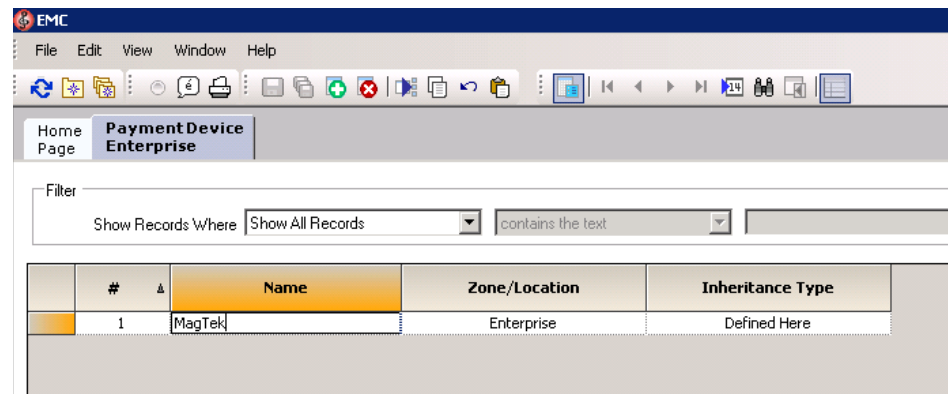 EMC
File Edit View Window Help
é
14
Home Page
Payment Device Enterprise
Filter
Show Records Where Show All Records contains the text
# Name Zone/Location Inheritance Type
1 MagTek Enterprise Defined Here